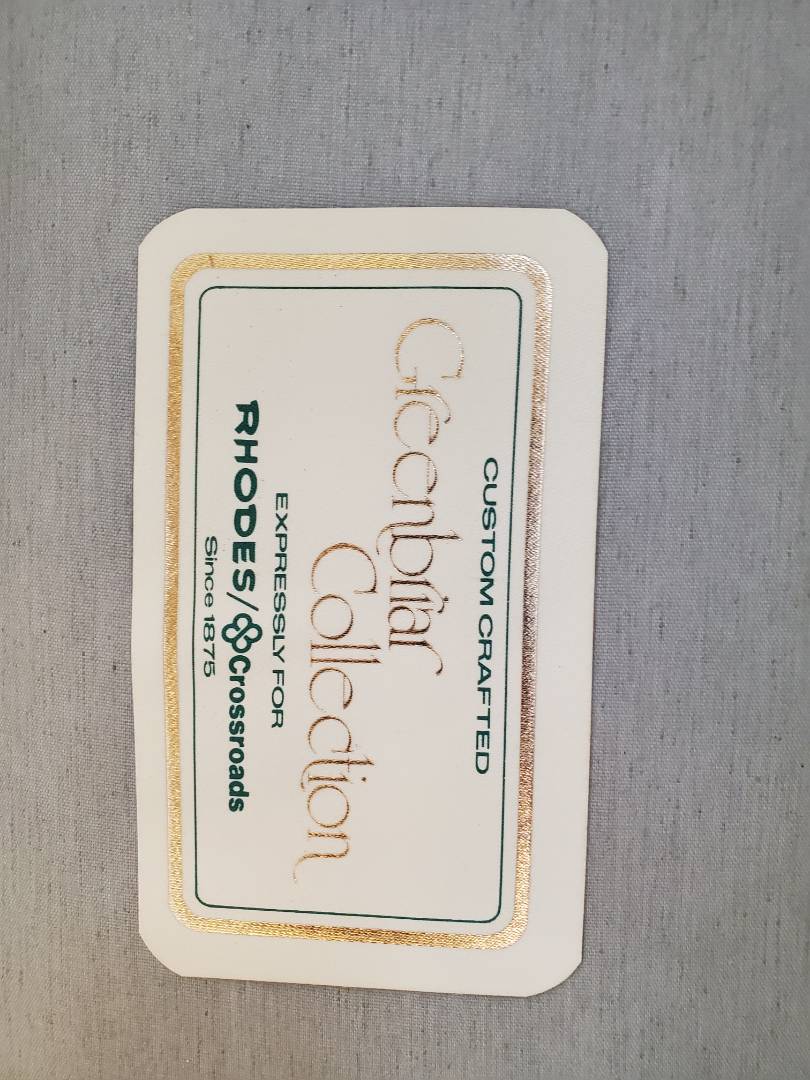 CUSTOM CRAFTED
Greenbriar
Collection
EXPRESSLY FOR
RHODES/Crossroads
Since 1875